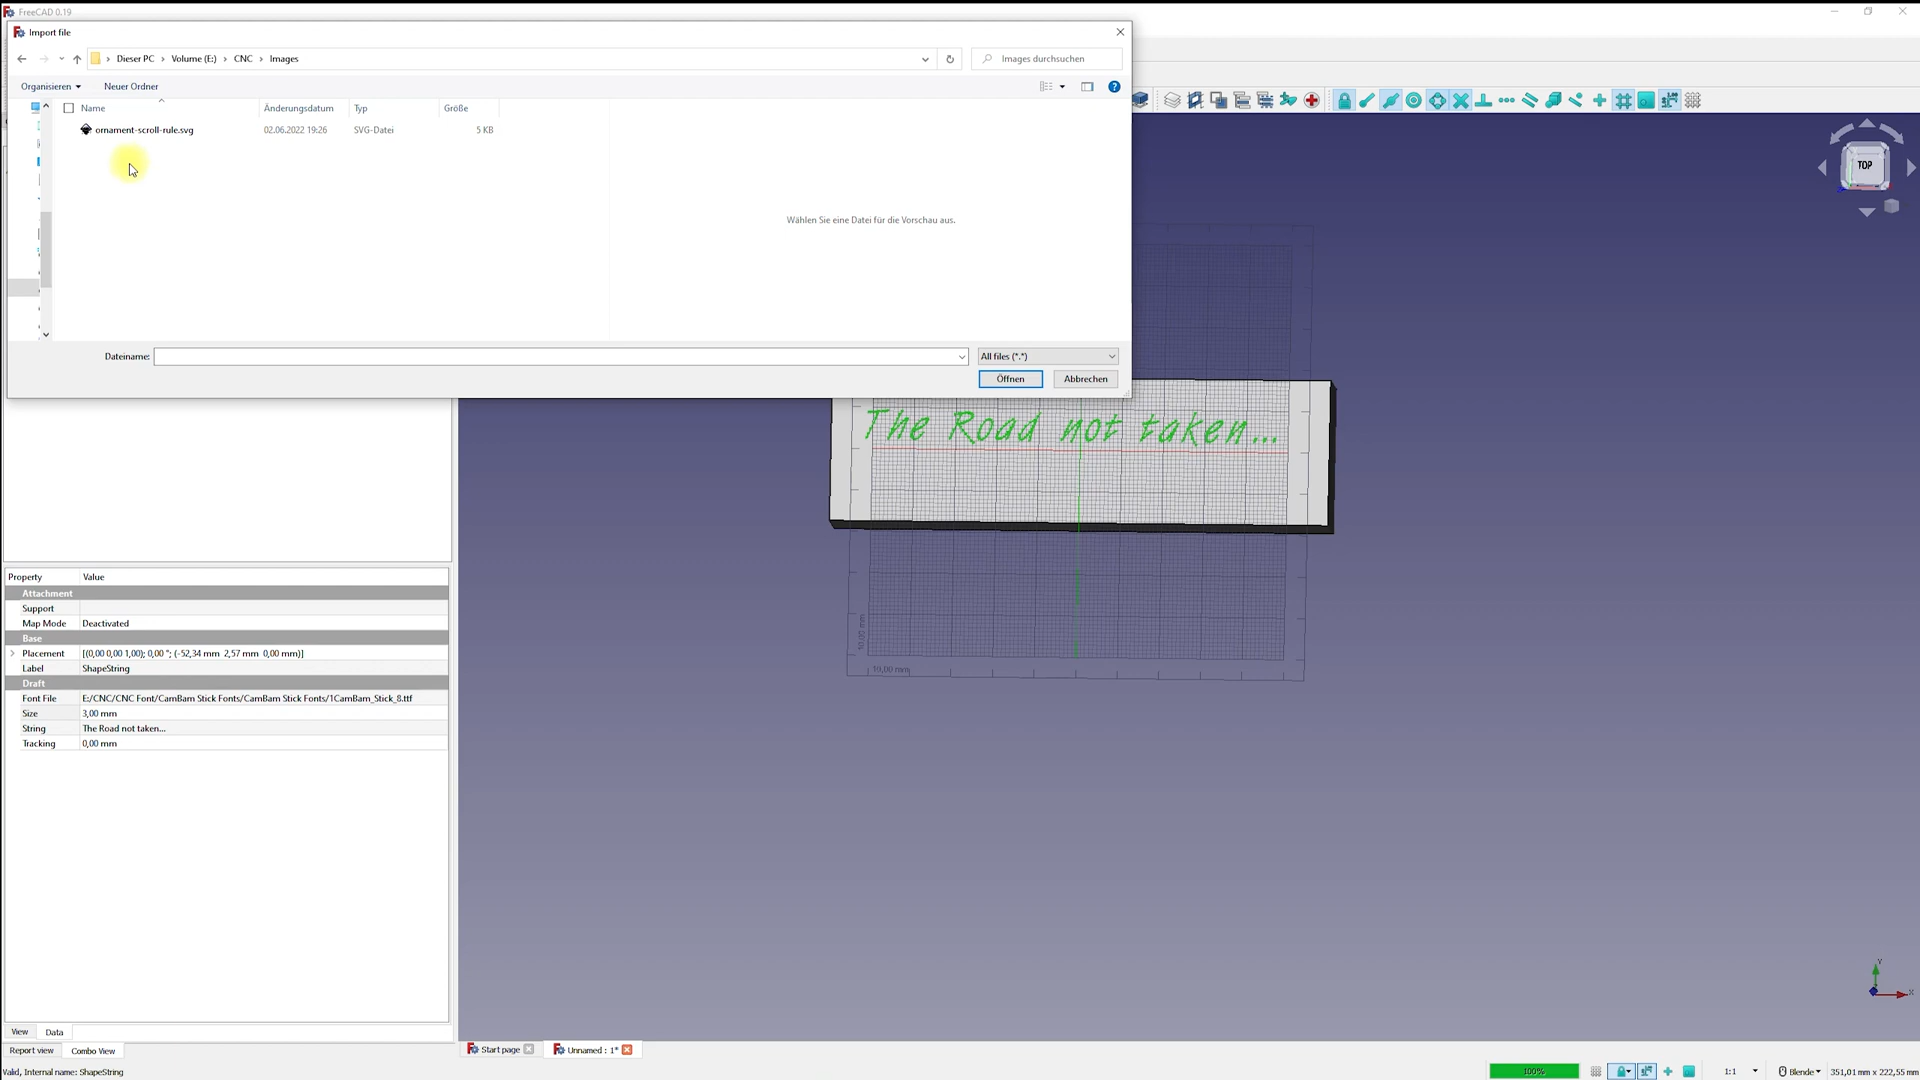 FreeCAD 0.19
Import file
Dieser PC > Volume (E:) > CNC > Images
Images durchsuchen
Organisieren
Neuer Ordner
Name
Änderungsdatum
Typ
Größe
ornament-scroll-rule.svg
02.06.2022 19:26
SVG-Datei
5 KB
Wählen Sie eine Datei für die Vorschau aus.
Dateiname:
All files (*.*)
Öffnen
Abbrechen
TOP
The Road not taken...
10,00 mm
10,00 mm
Property
Value
Attachment
Support
Map Mode
Deactivated
Base
Placement
[(0,00 0,00 1,00); 0,00 °; (-52,34 mm 2,57 mm 0,00 mm)]
Label
ShapeString
Draft
Font File
E:/CNC/CNC Font/CamBam Stick Fonts/CamBam Stick Fonts/1CamBam_Stick_8.ttf
Size
3,00 mm
String
The Road not taken...
Tracking
0,00 mm
Y
X
View
Data
Report view
Combo View
Start page
Unnamed : 1*
Valid, Internal name: ShapeString
100%
1:1
Blende
351,01 mm x 222,55 mm